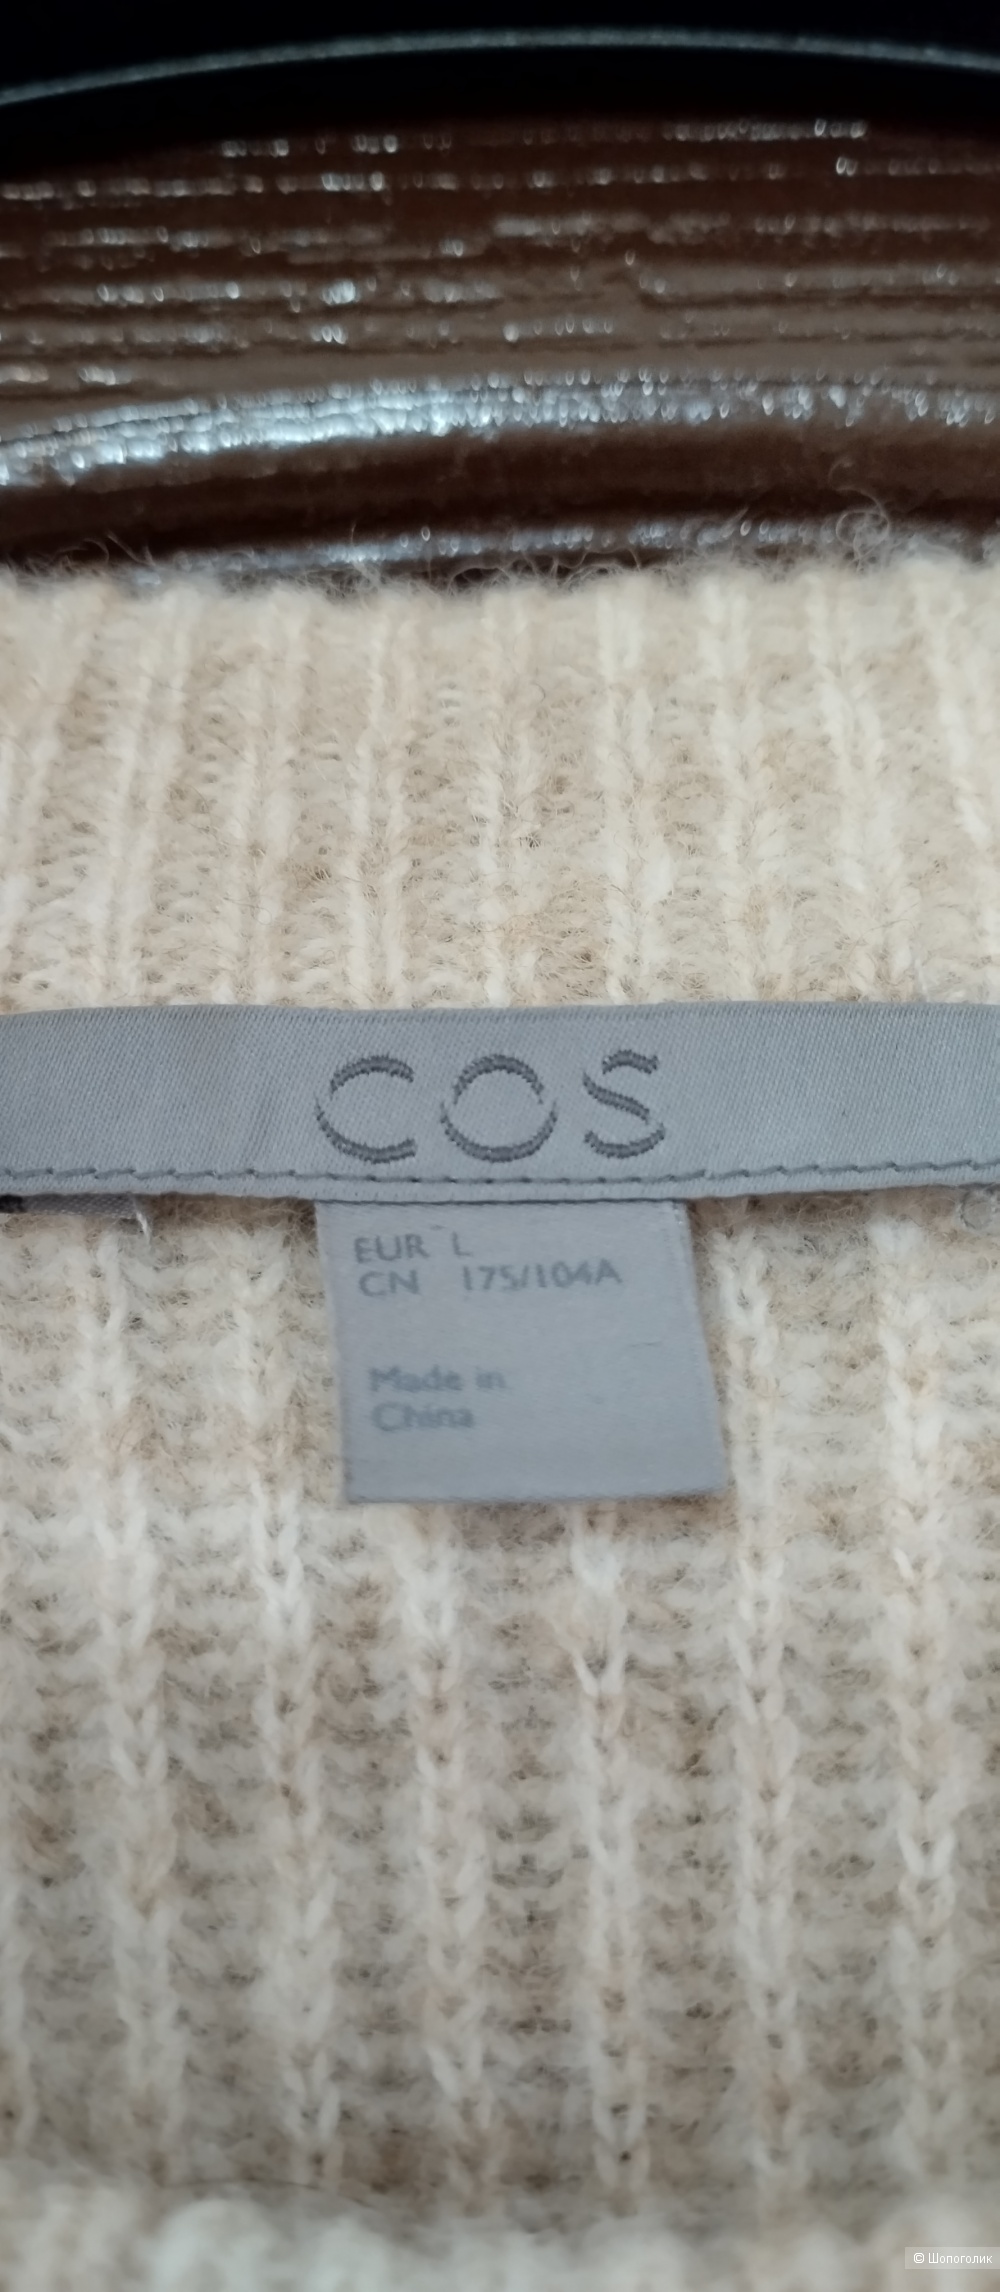 COS
EUR L
CN 175/104A
Made in
China
© Шопоголик